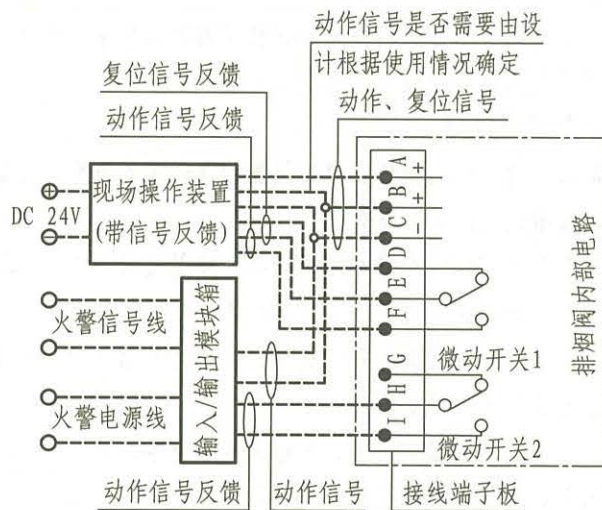 动作信号是否需要由设
计根据使用情况确定
复位信号反馈
动作、复位信号
动作信号反馈
现场操作装置
(带信号反馈)
DC 24V
A
B
C
D
E
F
G
H
I
+
+
-
排烟阀内部电路
火警信号线
火警电源线
输入/输出模块箱
微动开关1
微动开关2
动作信号反馈
动作信号
接线端子板